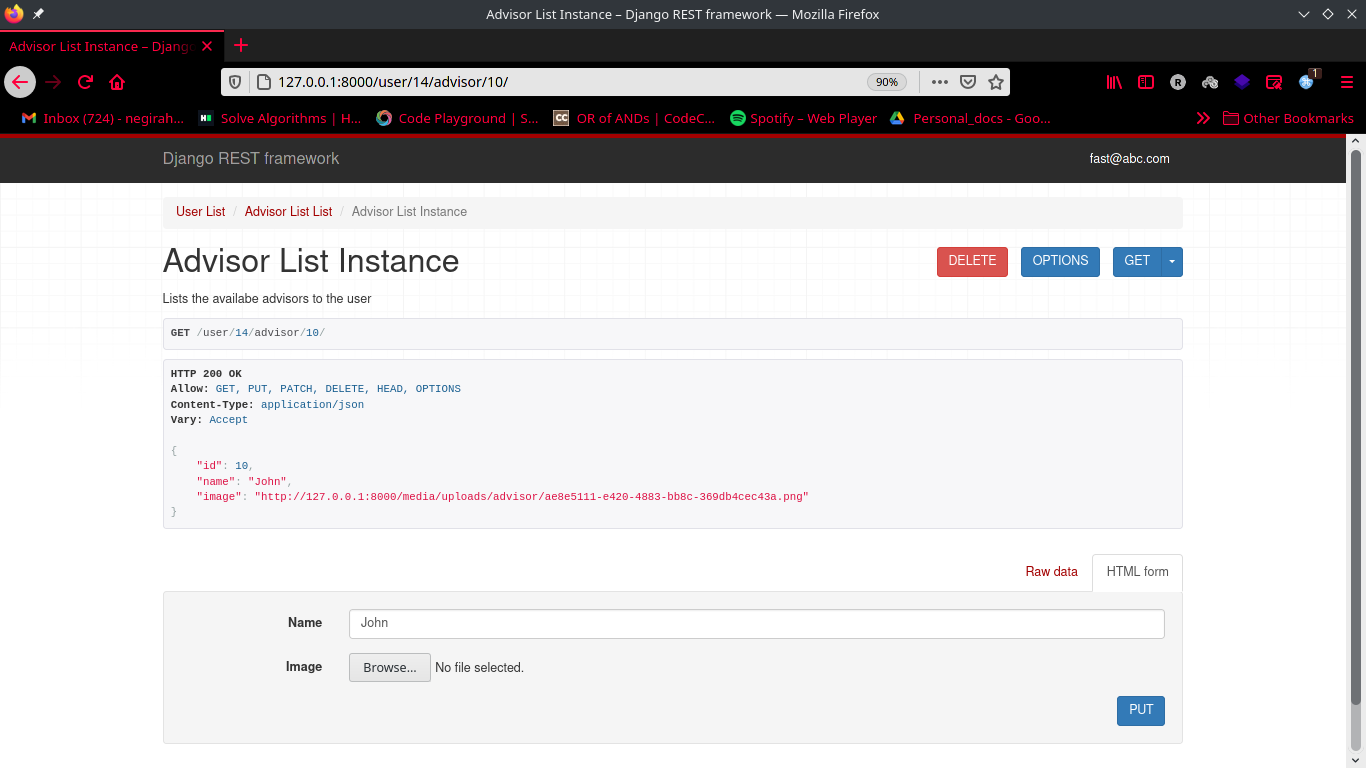 Advisor List Instance – Django REST framework — Mozilla Firefox
Advisor List Instance – Djang
127.0.0.1:8000/user/14/advisor/10/
90%
1
Inbox (724) - negirah... Solve Algorithms | H... Code Playground | S... CC OR of ANDs | CodeC... Spotify – Web Player Personal_docs - Goo... Other Bookmarks
Django REST framework
fast@abc.com
User List / Advisor List List / Advisor List Instance
Advisor List Instance
DELETE OPTIONS GET
Lists the availabe advisors to the user
GET /user/14/advisor/10/
HTTP 200 OK
Allow: GET, PUT, PATCH, DELETE, HEAD, OPTIONS
Content-Type: application/json
Vary: Accept
{
"id": 10,
"name": "John",
"image": "http://127.0.0.1:8000/media/uploads/advisor/ae8e5111-e420-4883-bb8c-369db4cec43a.png"
}
Raw data HTML form
Name John
Image Browse... No file selected.
PUT